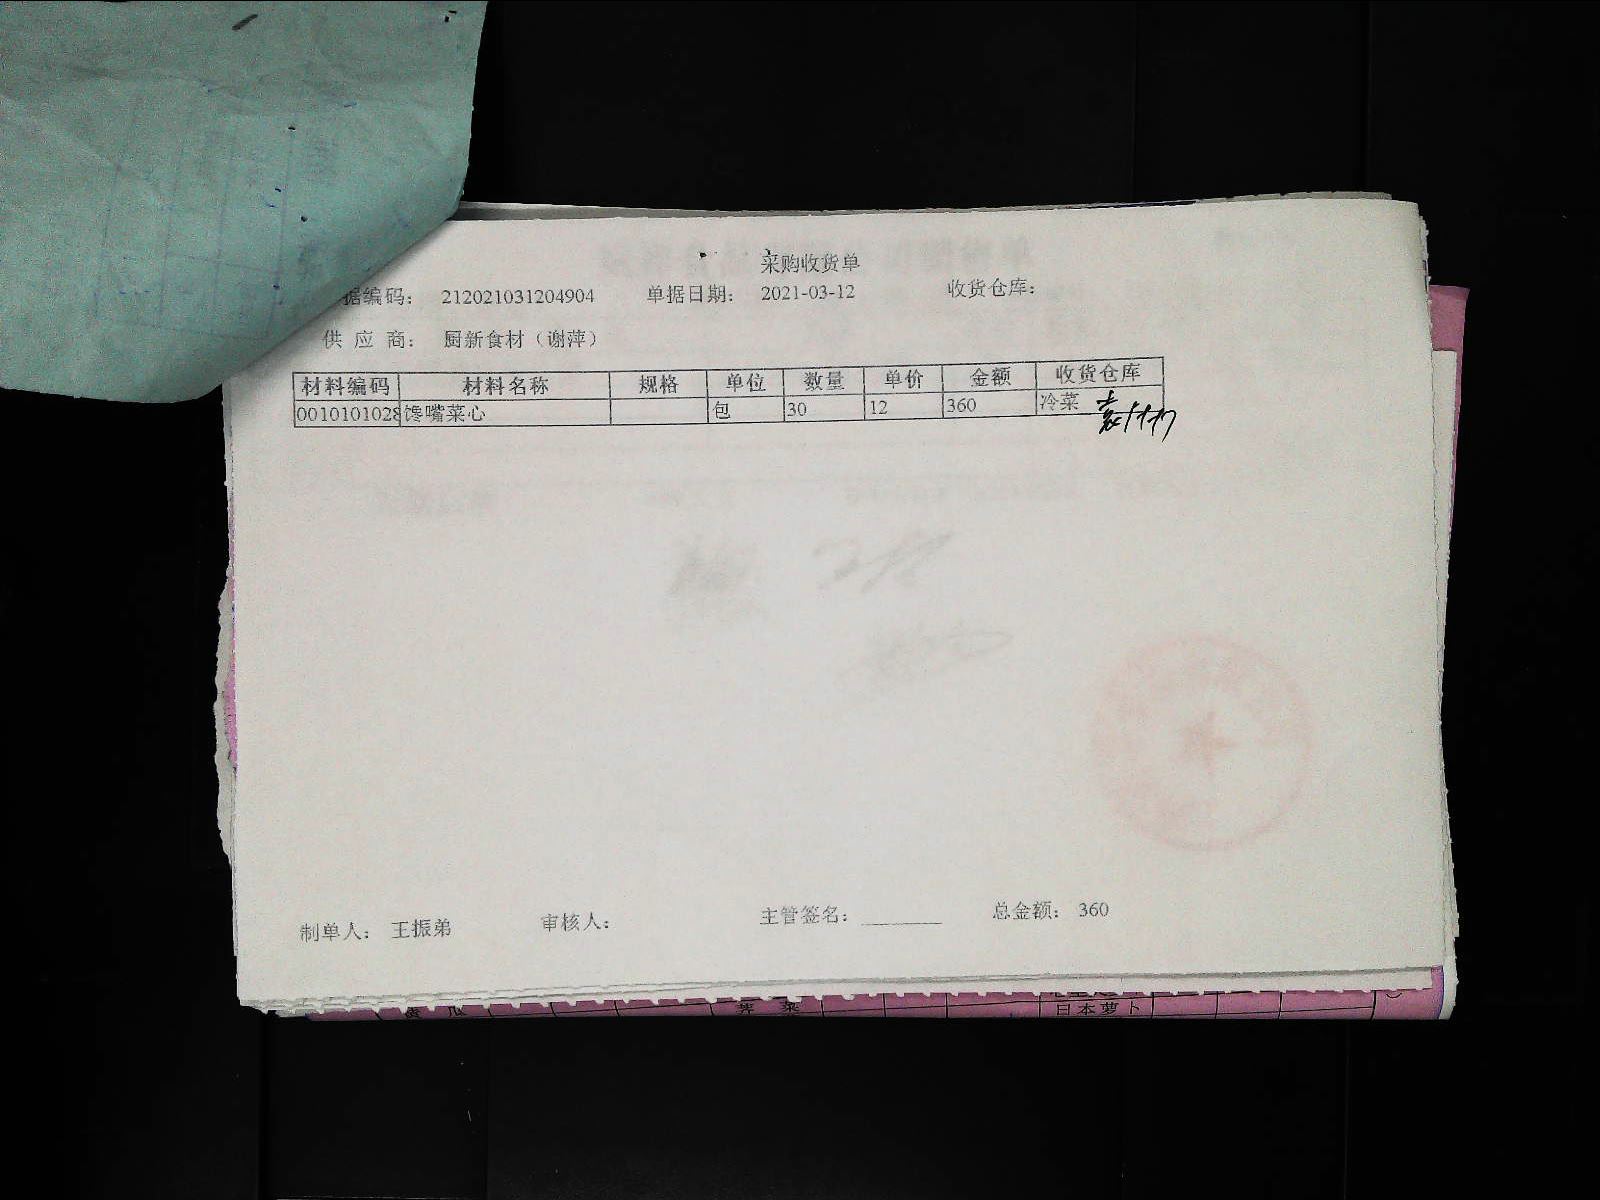 采购收货单
据编码： 212021031204904 单据日期： 2021-03-12 收货仓库：
供 应 商： 厨新食材（谢萍）
材料编码 材料名称 规格 单位 数量 单价 金额 收货仓库
0010101028 馋嘴菜心 包 30 12 360 冷菜
制单人： 王振弟 审核人： 主管签名： 总金额： 360
日本萝卜